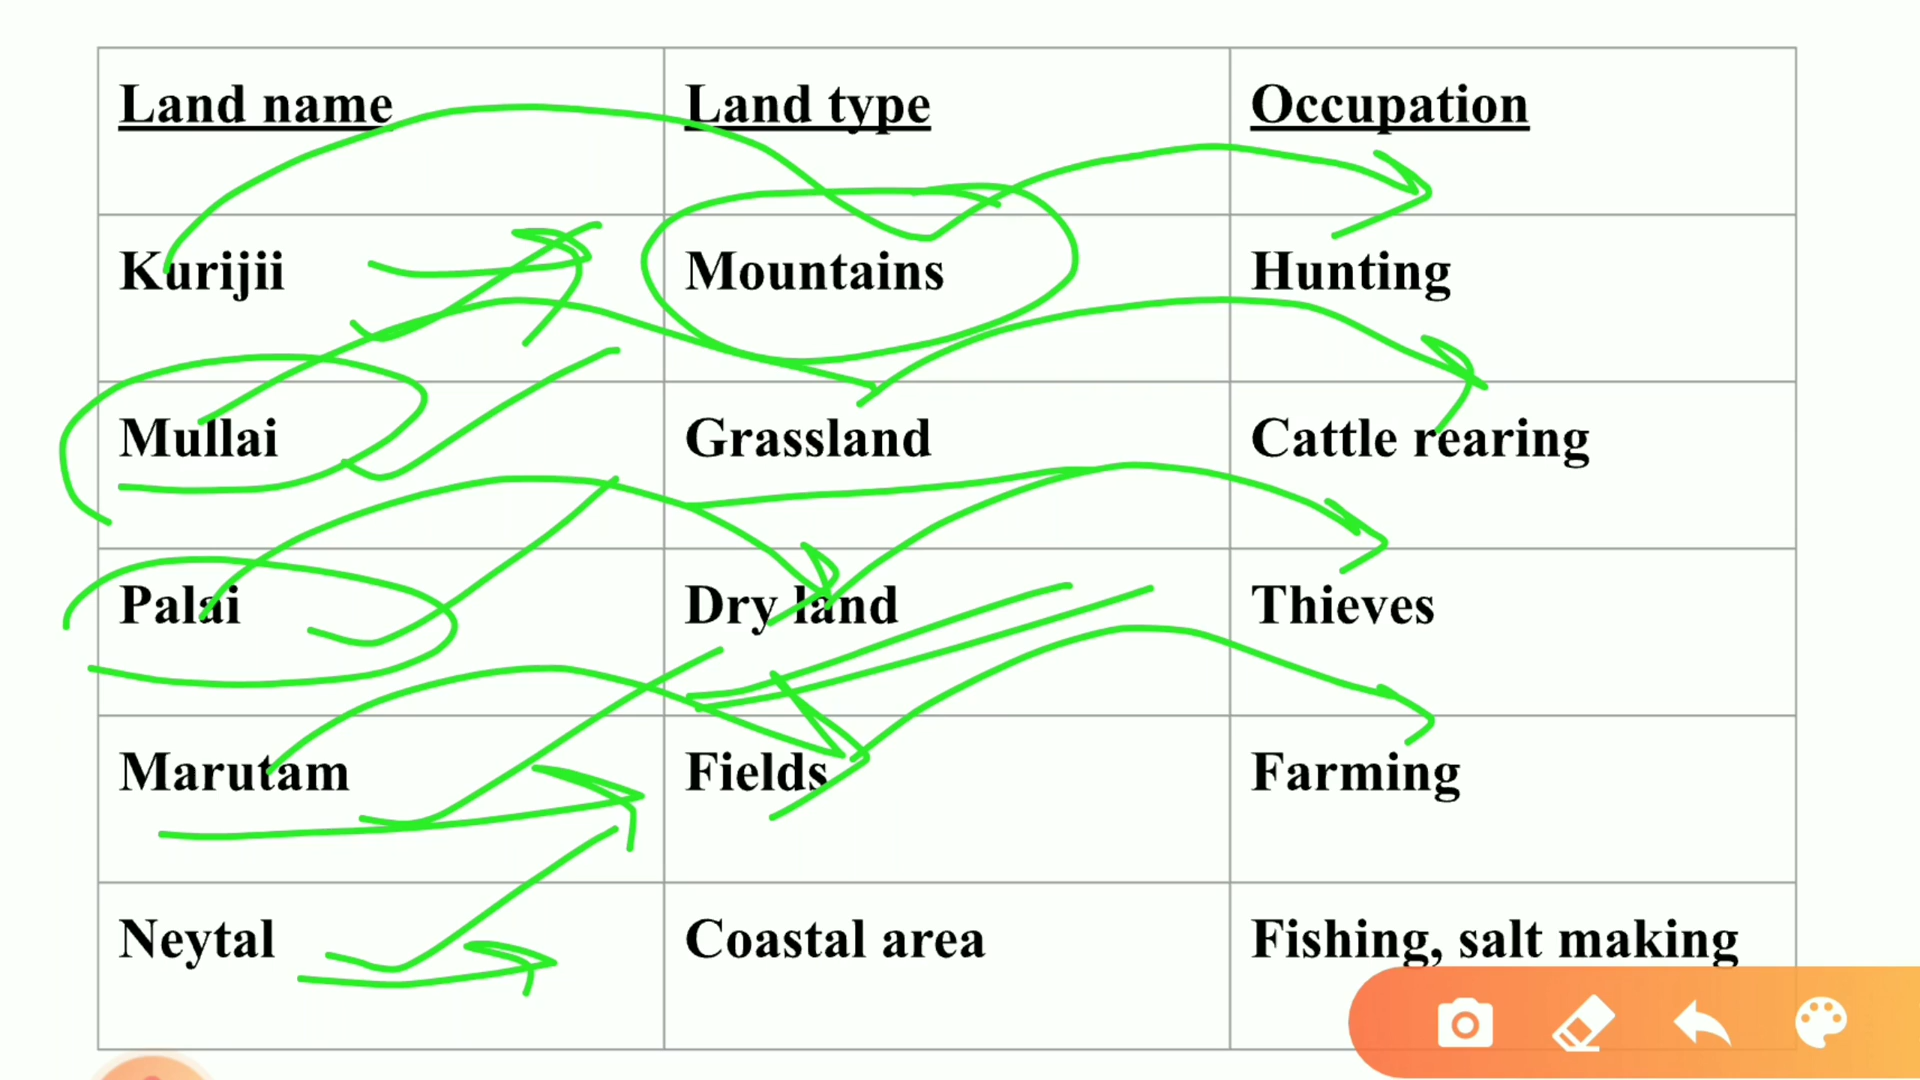 Land name Land type Occupation
Kurijii Mountains Hunting
Mullai Grassland Cattle rearing
Palai Dry land Thieves
Marutam Fields Farming
Neytal Coastal area Fishing, salt making